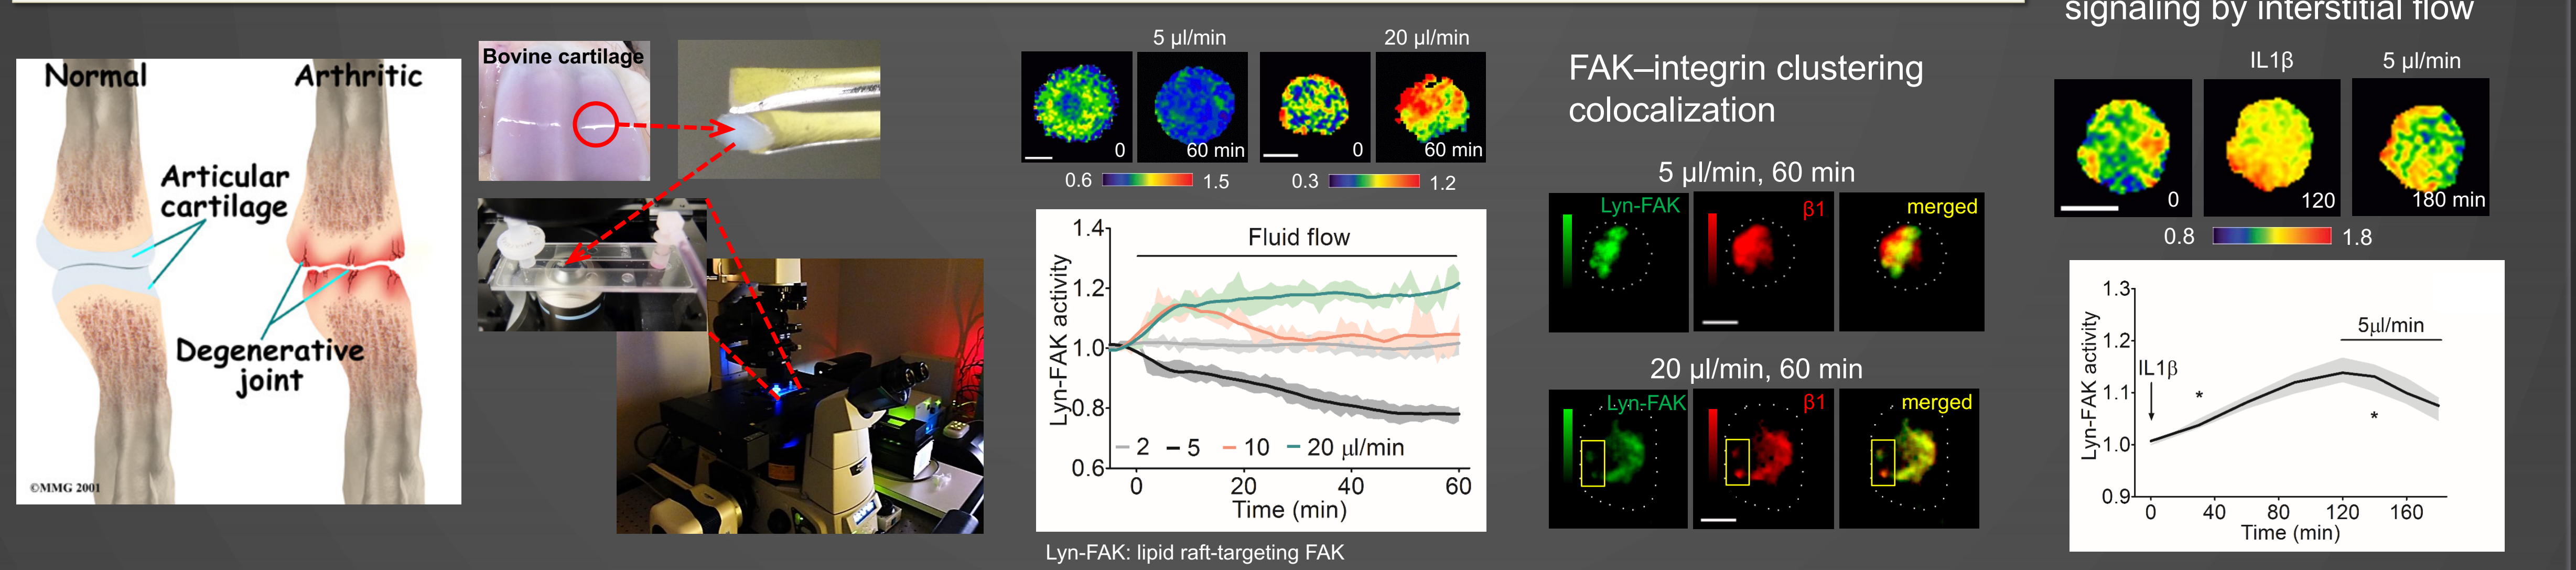 signaling by interstitial flow
Normal
Arthritic
Articular
cartilage
Degenerative
joint
©MMG 2001
Bovine cartilage
5 µl/min
20 µl/min
0
60 min
0
60 min
0.6
1.5
0.3
1.2
Fluid flow
Lyn-FAK activity
1.4
1.2
1.0
0.8
0.6
2
5
10
20 µl/min
0
20
40
60
Time (min)
Lyn-FAK: lipid raft-targeting FAK
FAK–integrin clustering
colocalization
5 µl/min, 60 min
Lyn-FAK
β1
merged
20 µl/min, 60 min
Lyn-FAK
β1
merged
IL1β
5 µl/min
0
120
180 min
0.8
1.8
Lyn-FAK activity
1.3
1.2
1.1
1.0
0.9
5µl/min
IL1β
*
*
0
40
80
120
160
Time (min)